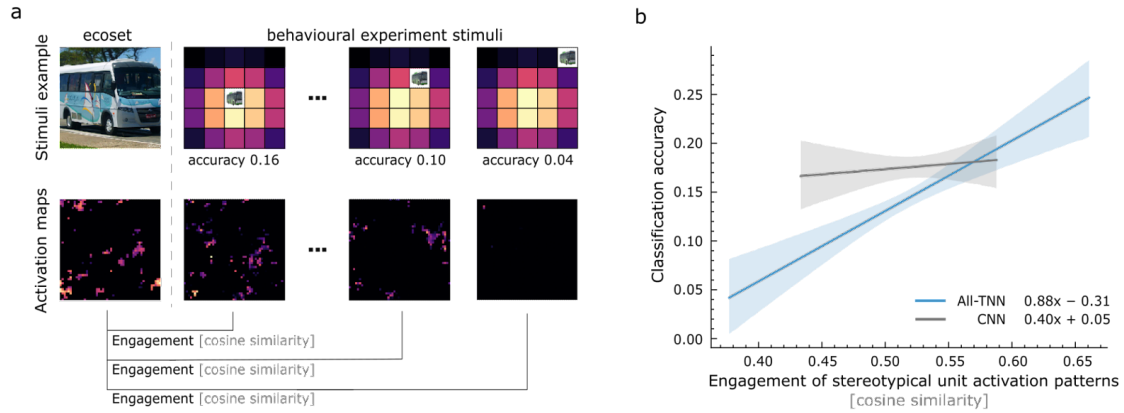 a
ecoset
behavioural experiment stimuli
Stimuli example
accuracy 0.16
accuracy 0.10
accuracy 0.04
...
...
Activation maps
Engagement [cosine similarity]
Engagement [cosine similarity]
Engagement [cosine similarity]
b
Classification accuracy
0.25
0.20
0.15
0.10
0.05
0.00
All-TNN 0.88x − 0.31
CNN 0.40x + 0.05
0.40 0.45 0.50 0.55 0.60 0.65
Engagement of stereotypical unit activation patterns
[cosine similarity]